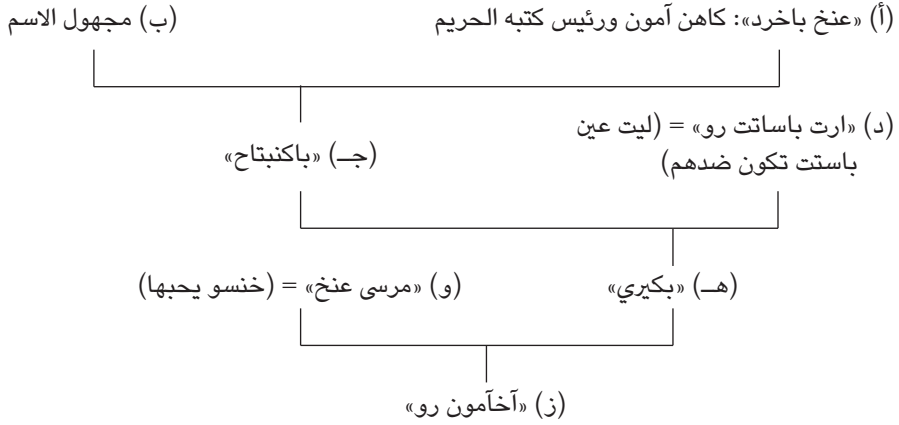 (أ) «عنخ باخرد»: كاهن آمون ورئيس كتبه الحريم
(ب) مجهول الاسم
(د) «ارت باساتت رو» = (ليت عين
باستت تكون ضدهم)
(جـ) «باكنبتاح»
(هـ) «بكيري»
(و) «مرسى عنخ» = (خنسو يحبها)
(ز) «آخآمون رو»